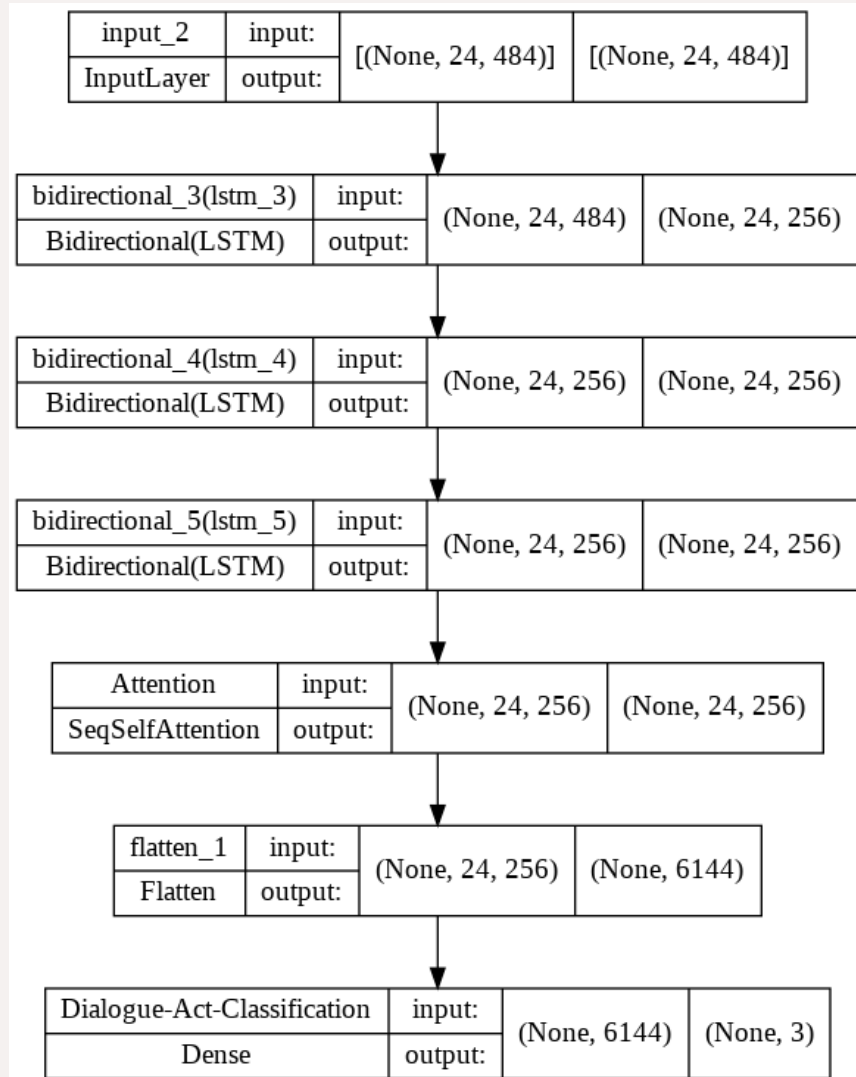 input_2 input: [(None, 24, 484)] [(None, 24, 484)]
InputLayer output:
bidirectional_3(lstm_3) input: (None, 24, 484) (None, 24, 256)
Bidirectional(LSTM) output:
bidirectional_4(lstm_4) input: (None, 24, 256) (None, 24, 256)
Bidirectional(LSTM) output:
bidirectional_5(lstm_5) input: (None, 24, 256) (None, 24, 256)
Bidirectional(LSTM) output:
Attention input: (None, 24, 256) (None, 24, 256)
SeqSelfAttention output:
flatten_1 input: (None, 24, 256) (None, 6144)
Flatten output:
Dialogue-Act-Classification input: (None, 6144) (None, 3)
Dense output: